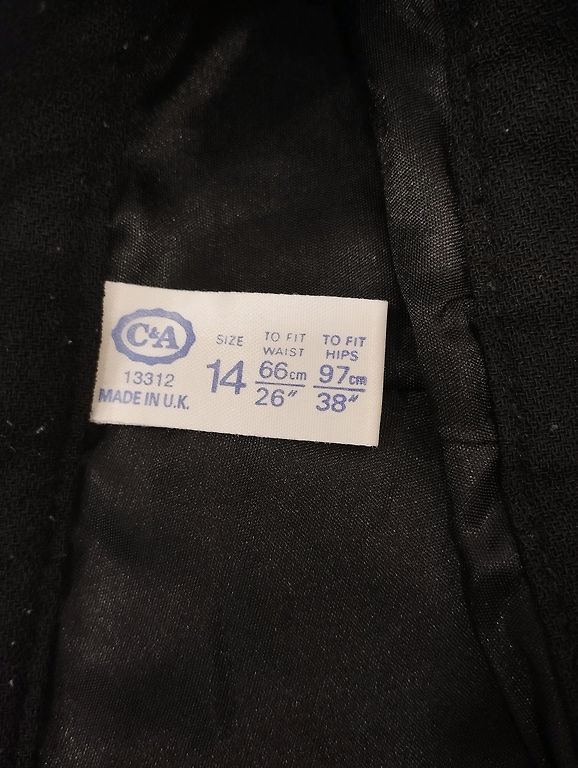 C&A
13312
MADE IN U.K.
SIZE
14
TO FIT
WAIST
66cm
26"
TO FIT
HIPS
97cm
38"